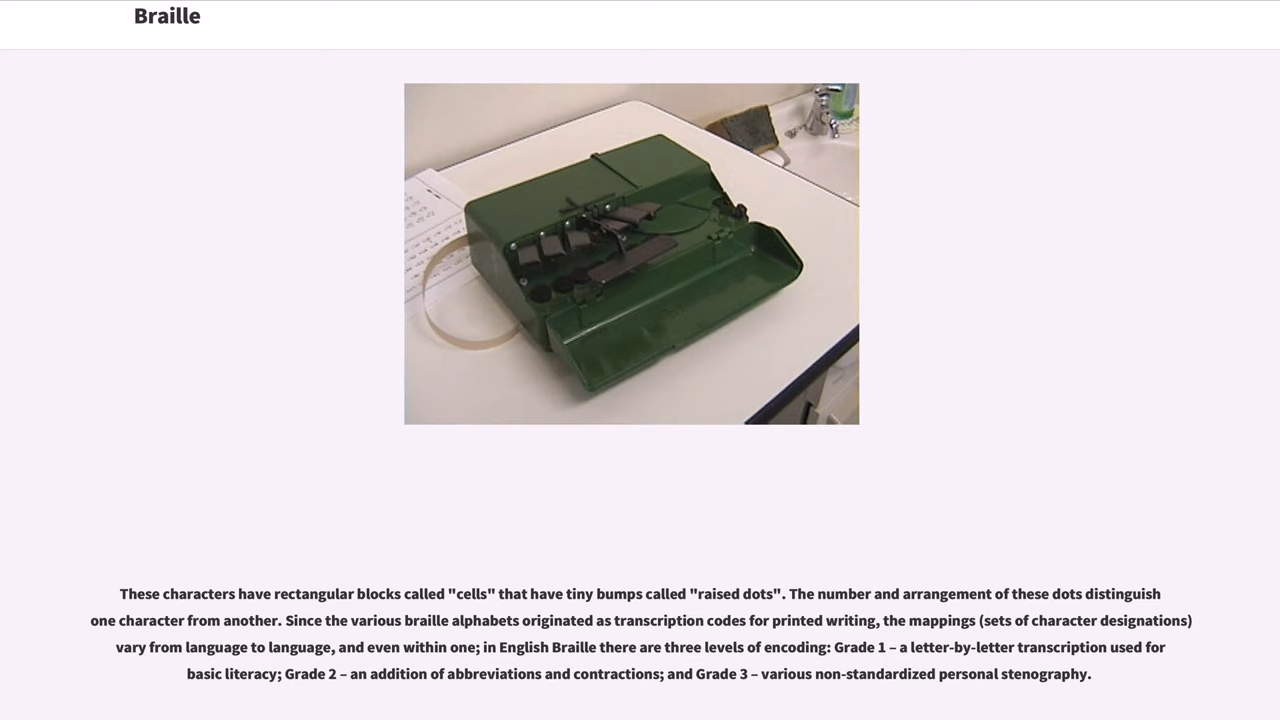 Braille
These characters have rectangular blocks called "cells" that have tiny bumps called "raised dots". The number and arrangement of these dots distinguish
one character from another. Since the various braille alphabets originated as transcription codes for printed writing, the mappings (sets of character designations)
vary from language to language, and even within one; in English Braille there are three levels of encoding: Grade 1 – a letter-by-letter transcription used for
basic literacy; Grade 2 – an addition of abbreviations and contractions; and Grade 3 – various non-standardized personal stenography.